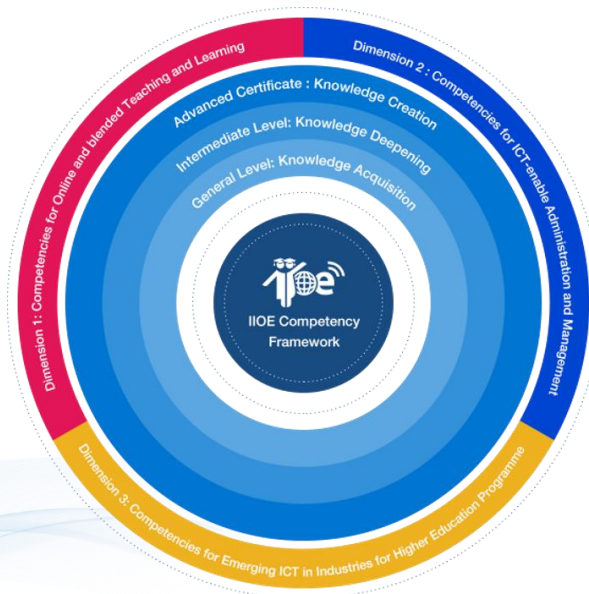 Dimension 1: Competencies for Online and blended Teaching and Learning
Dimension 2 : Competencies for ICT-enable Administration and Management
Advanced Certificate : Knowledge Creation
Intermediate Level: Knowledge Deepening
General Level: Knowledge Acquisition
iioe
IIOE Competency
Framework
Dimension 3: Competencies for Emerging ICT in Industries for Higher Education Programme